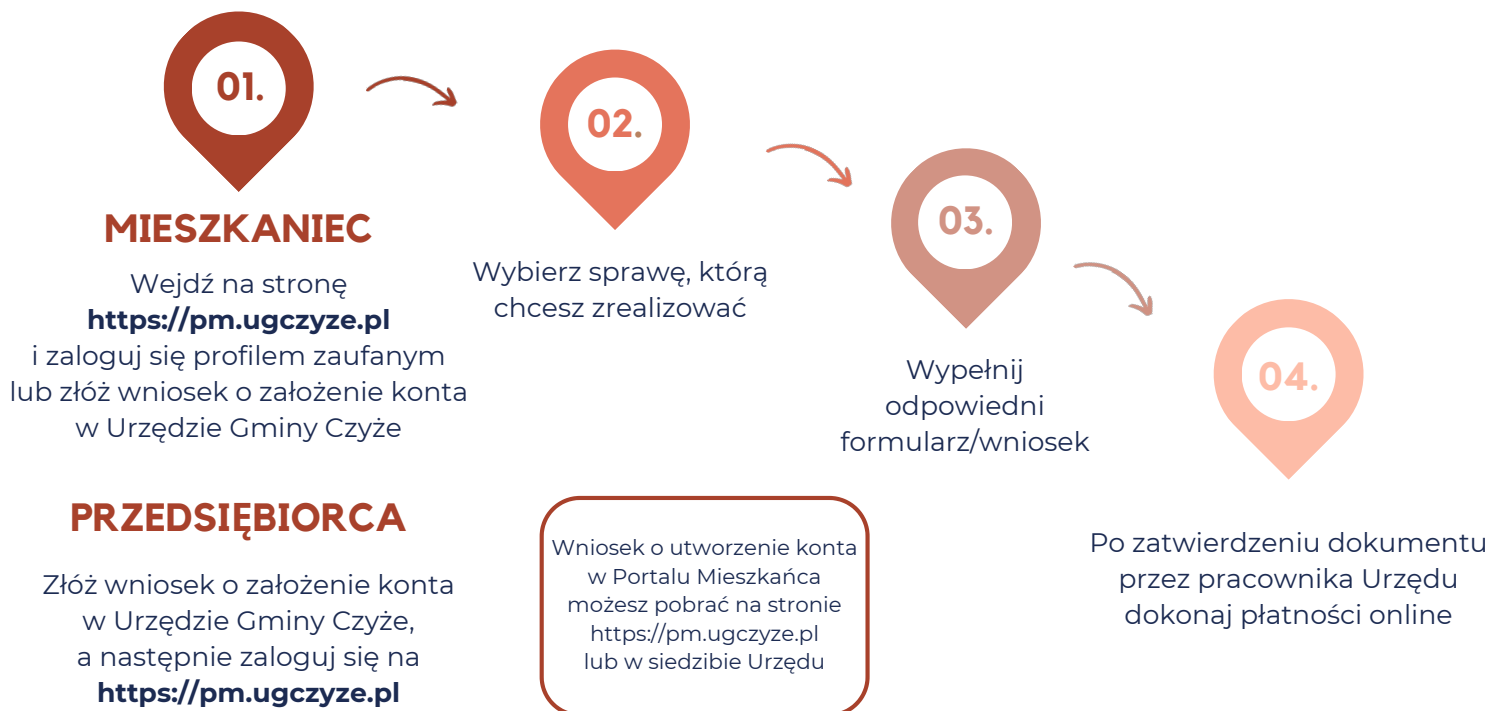 01.
MIESZKANIEC
Wejdź na stronę
https://pm.ugczyze.pl
i zaloguj się profilem zaufanym
lub złóż wniosek o założenie konta
w Urzędzie Gminy Czyże
PRZEDSIĘBIORCA
Złóż wniosek o założenie konta
w Urzędzie Gminy Czyże,
a następnie zaloguj się na
https://pm.ugczyze.pl
02.
Wybierz sprawę, którą
chcesz zrealizować
Wniosek o utworzenie konta
w Portalu Mieszkańca
możesz pobrać na stronie
https://pm.ugczyze.pl
lub w siedzibie Urzędu
03.
Wypełnij
odpowiedni
formularz/wniosek
04.
Po zatwierdzeniu dokumentu
przez pracownika Urzędu
dokonaj płatności online